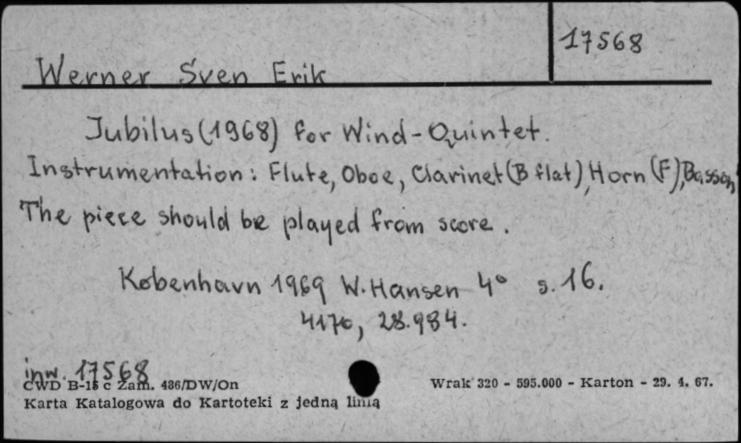 17568
Werner Sven Erik
Jubilus (1968) for Wind-Quintet.
Instrumentation: Flute, Oboe, Clarinet (B flat), Horn (F), Basson
The piece should be played from score.
Kobenhavn 1969 W. Hansen 4° s. 16.
4170, 28.984.
inw. 17568
CWD B-15 c Zam. 486/DW/On
Wrak 320 - 595.000 - Karton - 29. 4. 67.
Karta Katalogowa do Kartoteki z jedną linią